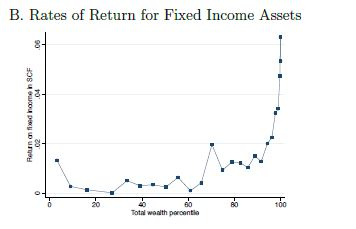 B. Rates of Return for Fixed Income Assets
Return on fixed income in SCF
.06
.04
.02
0
0 20 40 60 80 100
Total wealth percentile